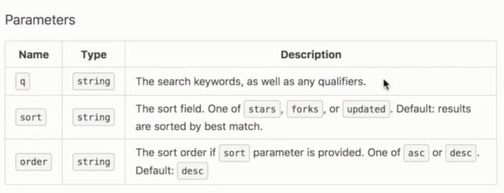 Parameters
Name Type Description
q string The search keywords, as well as any qualifiers.
sort string The sort field. One of stars, forks, or updated. Default: results
are sorted by best match.
order string The sort order if sort parameter is provided. One of asc or desc.
Default: desc